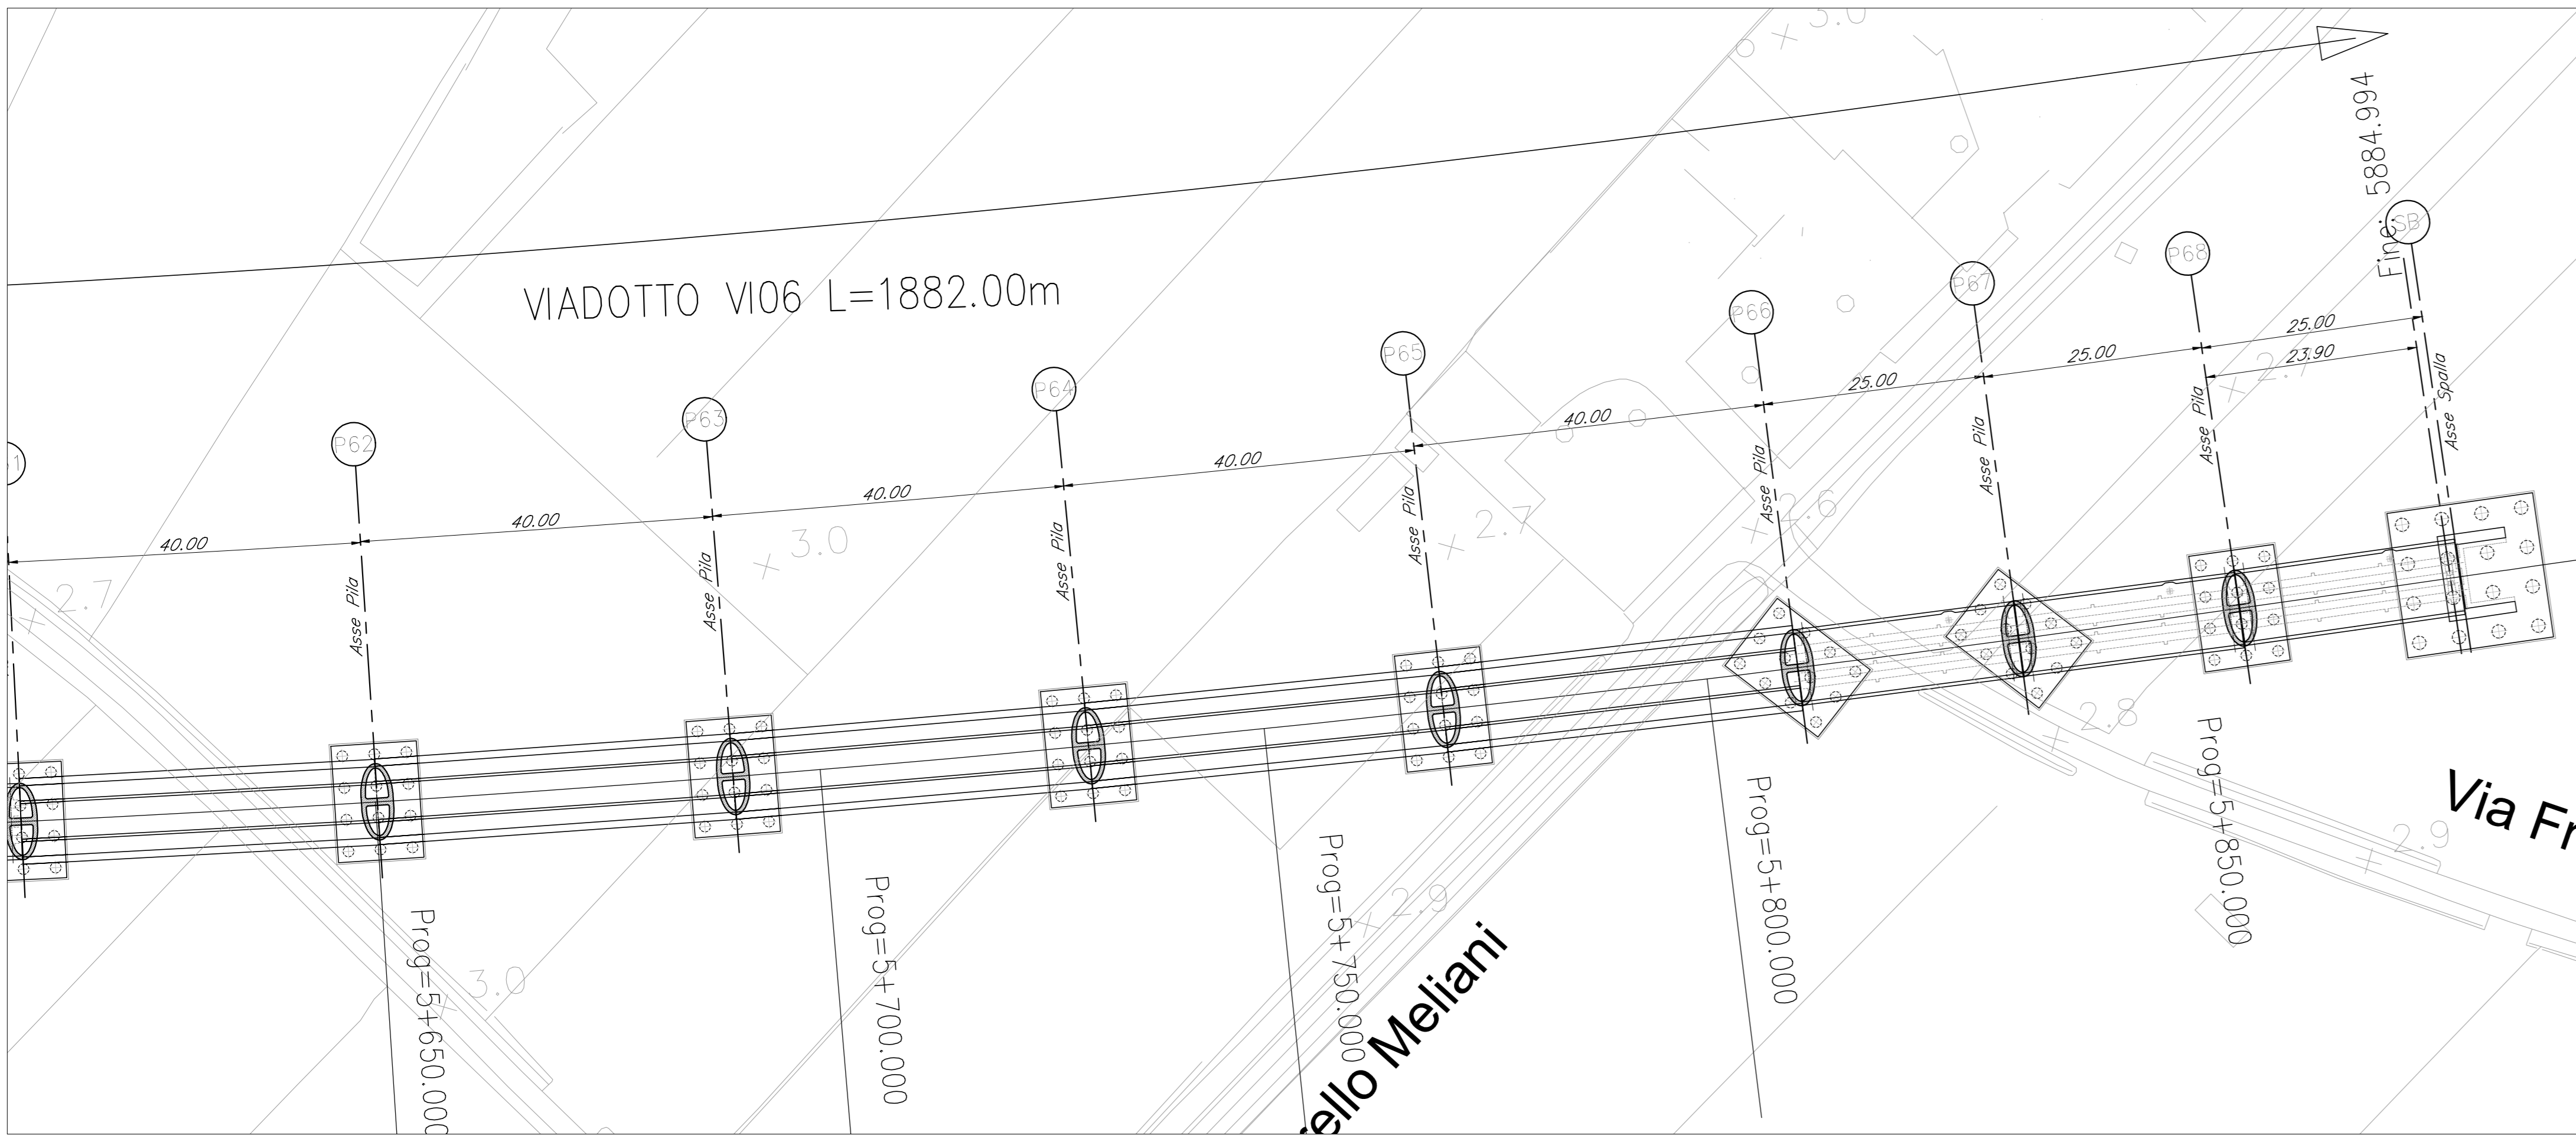 3.0
Fine: 5884.994
SB
P68
P67
VIADOTTO VI06 L=1882.00m
P66
P65
P64
P63
P62
25.00
23.90
25.00
25.00
40.00
40.00
40.00
40.00
40.00
2.7
2.6
2.7
3.0
2.7
Asse Pila
Asse Pila
Asse Pila
Asse Pila
Asse Pila
Asse Pila
Asse Pila
Asse Spalla
2.8
2.9
2.9
3.0
Prog=5+650.000
Prog=5+700.000
Prog=5+750.000
Prog=5+800.000
Prog=5+850.000
ello Meliani
Via Fr